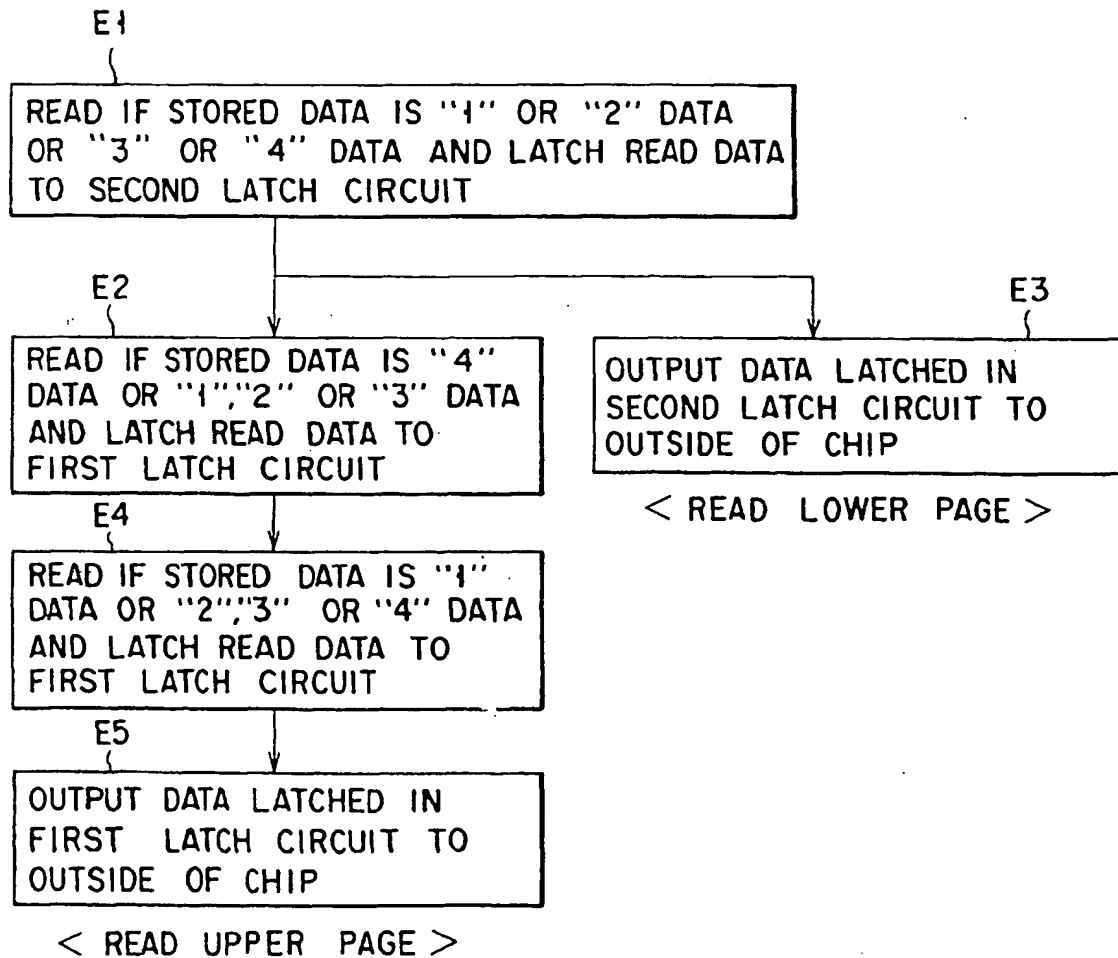 E1
READ IF STORED DATA IS "1" OR "2" DATA
OR "3" OR "4" DATA AND LATCH READ DATA
TO SECOND LATCH CIRCUIT
E2
READ IF STORED DATA IS "4"
DATA OR "1","2" OR "3" DATA
AND LATCH READ DATA TO
FIRST LATCH CIRCUIT
E3
OUTPUT DATA LATCHED IN
SECOND LATCH CIRCUIT TO
OUTSIDE OF CHIP
< READ LOWER PAGE >
E4
READ IF STORED DATA IS "1"
DATA OR "2","3" OR "4" DATA
AND LATCH READ DATA TO
FIRST LATCH CIRCUIT
E5
OUTPUT DATA LATCHED IN
FIRST LATCH CIRCUIT TO
OUTSIDE OF CHIP
< READ UPPER PAGE >